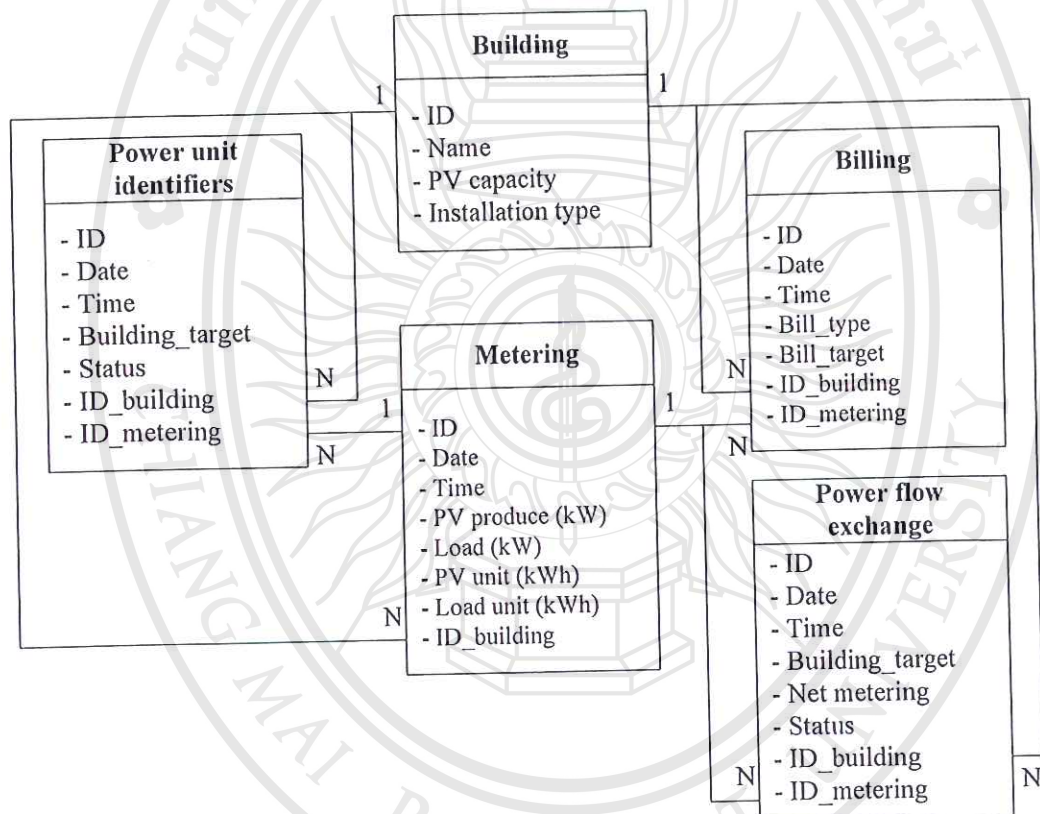 Building
- ID
- Name
- PV capacity
- Installation type
1
1
Power unit
identifiers
- ID
- Date
- Time
- Building_target
- Status
- ID_building
- ID_metering
N
N
1
Metering
- ID
- Date
- Time
- PV produce (kW)
- Load (kW)
- PV unit (kWh)
- Load unit (kWh)
- ID_building
N
1
Billing
- ID
- Date
- Time
- Bill_type
- Bill_target
- ID_building
- ID_metering
N
N
Power flow
exchange
- ID
- Date
- Time
- Building_target
- Net metering
- Status
- ID_building
- ID_metering
N
N
CHIANG MAI
UNIVERSITY